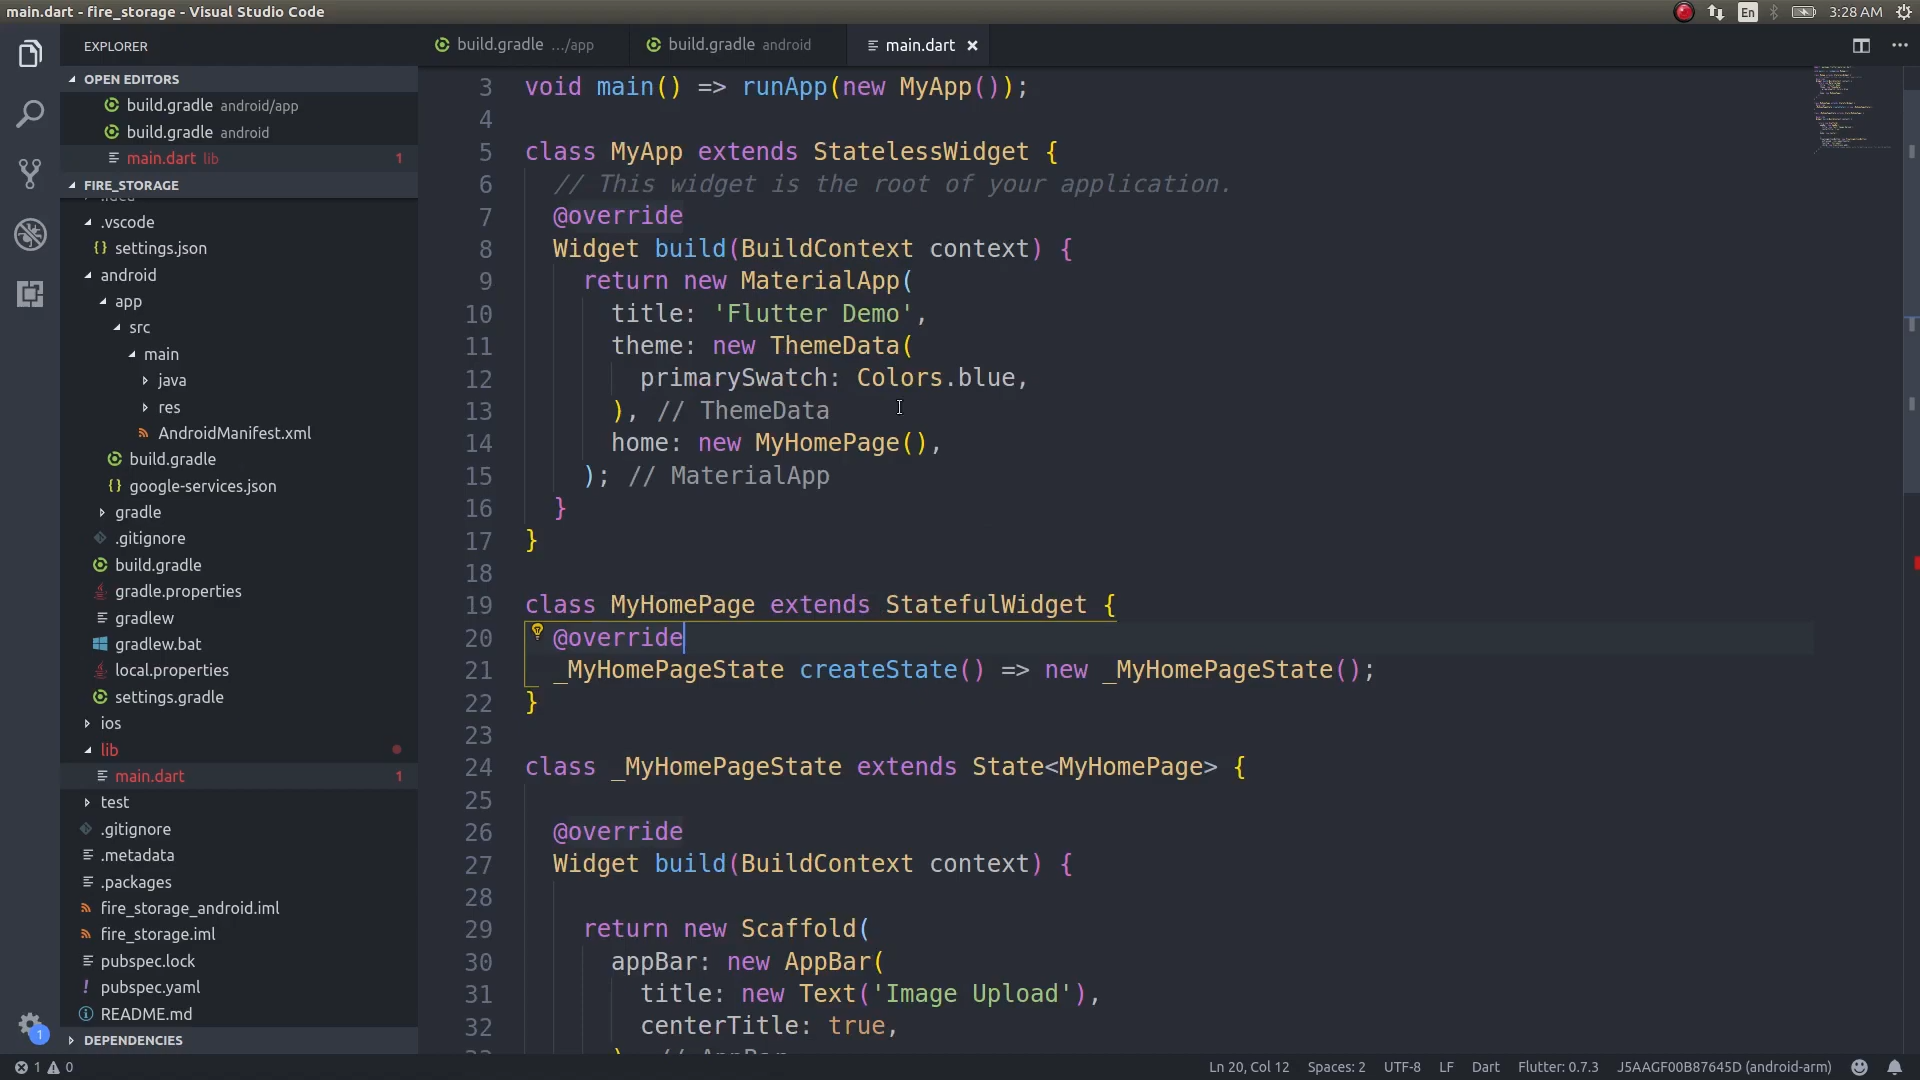 main.dart - fire_storage - Visual Studio Code
En
3:28 AM
EXPLORER
OPEN EDITORS
build.gradle android/app
build.gradle android
main.dart lib 1
FIRE_STORAGE
.vscode
settings.json
android
app
src
main
java
res
AndroidManifest.xml
build.gradle
google-services.json
gradle
.gitignore
build.gradle
gradle.properties
gradlew
gradlew.bat
local.properties
settings.gradle
ios
lib
main.dart 1
test
.gitignore
.metadata
.packages
fire_storage_android.iml
fire_storage.iml
pubspec.lock
pubspec.yaml
README.md
DEPENDENCIES
1
build.gradle .../app
build.gradle android
main.dart
3 void main() => runApp(new MyApp());
4
5 class MyApp extends StatelessWidget {
6 // This widget is the root of your application.
7 @override
8 Widget build(BuildContext context) {
9 return new MaterialApp(
10 title: 'Flutter Demo',
11 theme: new ThemeData(
12 primarySwatch: Colors.blue,
13 ), // ThemeData
14 home: new MyHomePage(),
15 ); // MaterialApp
16 }
17 }
18
19 class MyHomePage extends StatefulWidget {
20 @override
21 _MyHomePageState createState() => new _MyHomePageState();
22 }
23
24 class _MyHomePageState extends State<MyHomePage> {
25
26 @override
27 Widget build(BuildContext context) {
28
29 return new Scaffold(
30 appBar: new AppBar(
31 title: new Text('Image Upload'),
32 centerTitle: true,
1 0
Ln 20, Col 12
Spaces: 2
UTF-8
LF
Dart
Flutter: 0.7.3
J5AAGF00B87645D (android-arm)